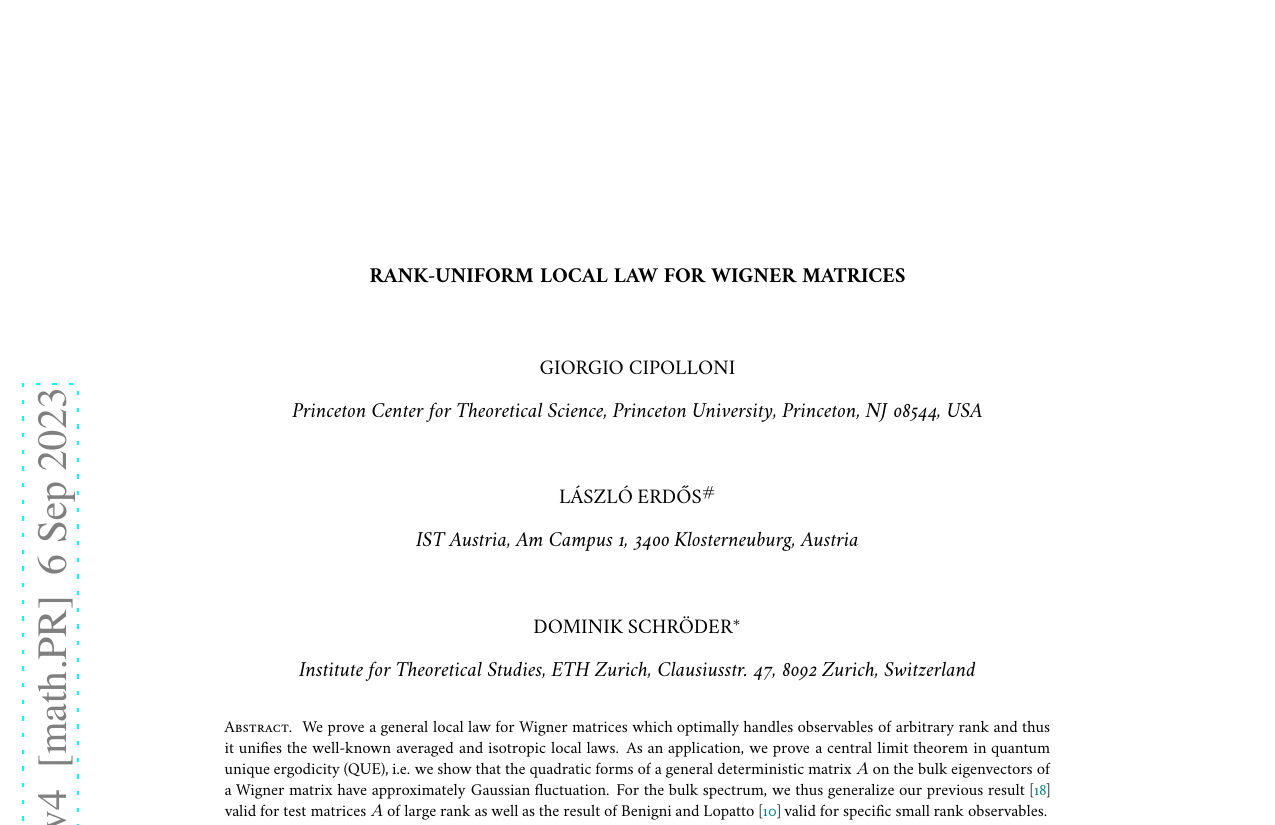 RANK-UNIFORM LOCAL LAW FOR WIGNER MATRICES
GIORGIO CIPOLLONI
Princeton Center for Theoretical Science, Princeton University, Princeton, NJ 08544, USA
LÁSZLÓ ERDŐS#
IST Austria, Am Campus 1, 3400 Klosterneuburg, Austria
DOMINIK SCHRÖDER*
Institute for Theoretical Studies, ETH Zurich, Clausiusstr. 47, 8092 Zurich, Switzerland
ABSTRACT. We prove a general local law for Wigner matrices which optimally handles observables of arbitrary rank and thus
it unifies the well-known averaged and isotropic local laws. As an application, we prove a central limit theorem in quantum
unique ergodicity (QUE), i.e. we show that the quadratic forms of a general deterministic matrix A on the bulk eigenvectors of
a Wigner matrix have approximately Gaussian fluctuation. For the bulk spectrum, we thus generalize our previous result [18]
valid for test matrices A of large rank as well as the result of Benigni and Lopatto [10] valid for specific small rank observables.
v4 [math.PR] 6 Sep 2023